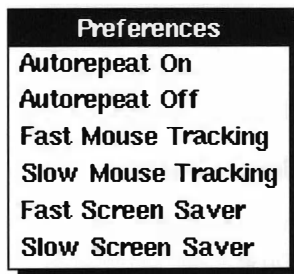 Preferences
Autorepeat On
Autorepeat Off
Fast Mouse Tracking
Slow Mouse Tracking
Fast Screen Saver
Slow Screen Saver